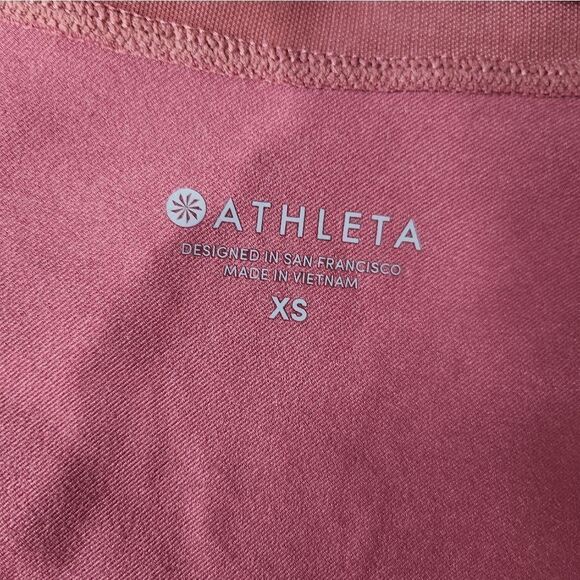 ATHLETA
DESIGNED IN SAN FRANCISCO
MADE IN VIETNAM
XS